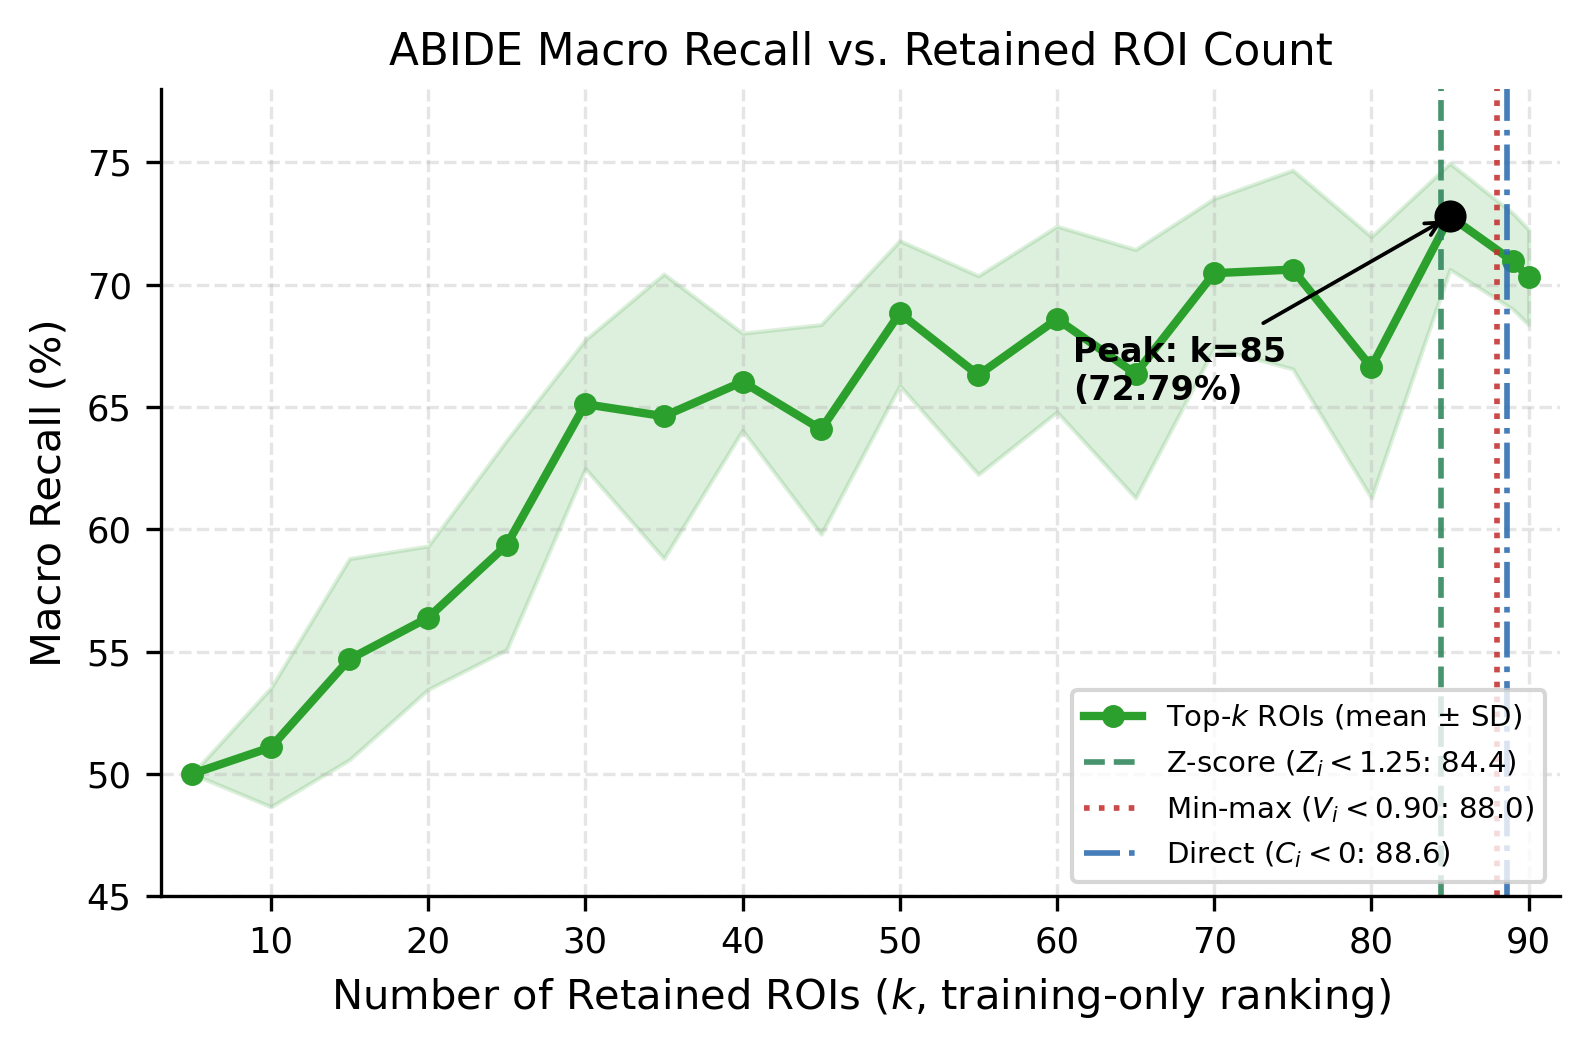 ABIDE Macro Recall vs. Retained ROI Count
Macro Recall (%)
75
70
65
60
55
50
45
Peak: k=85
(72.79%)
Top-k ROIs (mean ± SD)
Z-score (Zᵢ < 1.25: 84.4)
Min-max (Vᵢ < 0.90: 88.0)
Direct (Cᵢ < 0: 88.6)
10 20 30 40 50 60 70 80 90
Number of Retained ROIs (k, training-only ranking)